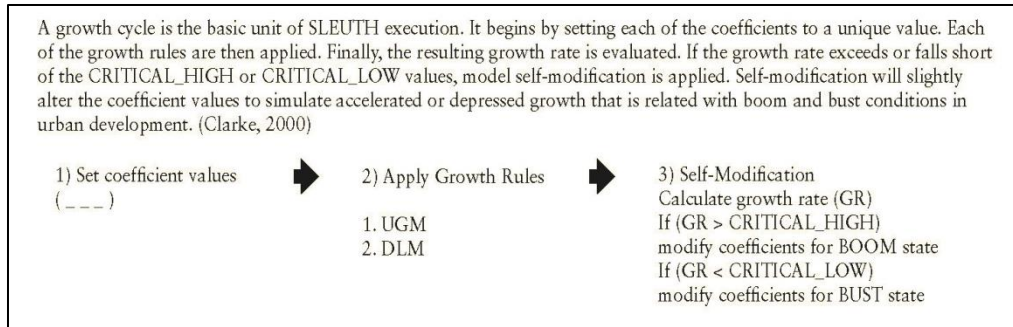 A growth cycle is the basic unit of SLEUTH execution. It begins by setting each of the coefficients to a unique value. Each
of the growth rules are then applied. Finally, the resulting growth rate is evaluated. If the growth rate exceeds or falls short
of the CRITICAL_HIGH or CRITICAL_LOW values, model self-modification is applied. Self-modification will slightly
alter the coefficient values to simulate accelerated or depressed growth that is related with boom and bust conditions in
urban development. (Clarke, 2000)
1) Set coefficient values
( _ _ _ )
2) Apply Growth Rules
1. UGM
2. DLM
3) Self-Modification
Calculate growth rate (GR)
If (GR > CRITICAL_HIGH)
modify coefficients for BOOM state
If (GR < CRITICAL_LOW)
modify coefficients for BUST state